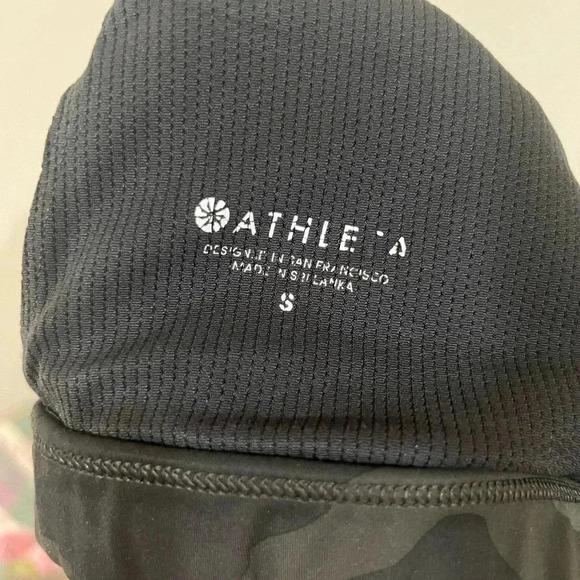 ATHLETA
DESIGNED IN SAN FRANCISCO
MADE IN SRI LANKA
S